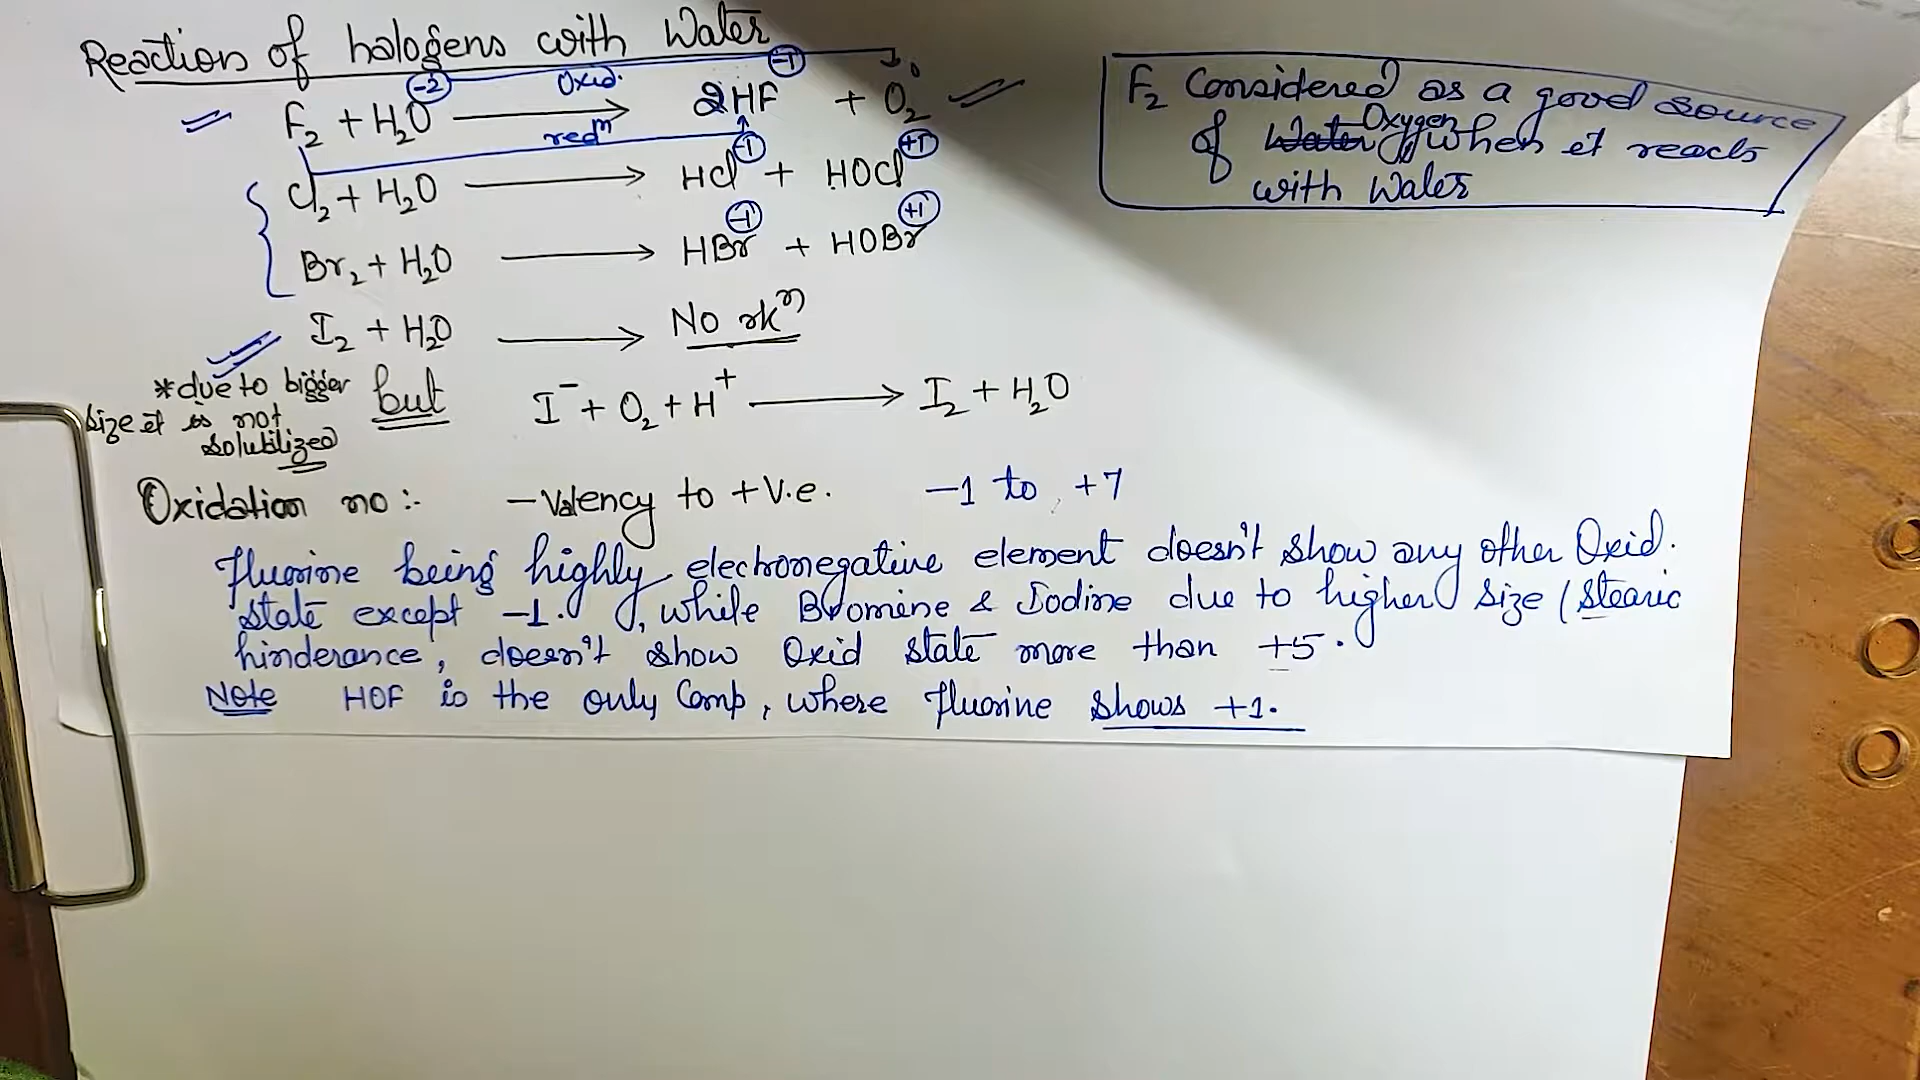 Reaction of halogens with Water
F₂ + H₂O⁻² —Oxid. / redⁿ→ 2HF⁻¹ + O₂⁰
Cl₂ + H₂O ⟶ HCl⁻¹ + HOCl⁺¹
Br₂ + H₂O ⟶ HBr⁻¹ + HOBr⁺¹
I₂ + H₂O ⟶ No rkⁿ
*due to bigger
size it is not
solubilized
but I⁻ + O₂ + H⁺ ⟶ I₂ + H₂O
F₂ Considered as a good source
of Oxygen, when it reacts
with Water
Oxidation no :- – Valency to + V.e. –1 to +7
fluorine being highly electronegative element doesn't show any other Oxid.
state except -1. , while Bromine & Iodine due to higher size (stearic
hinderance, doesn't show Oxid state more than +5.
Note HOF is the only Comp, where fluorine shows +1.